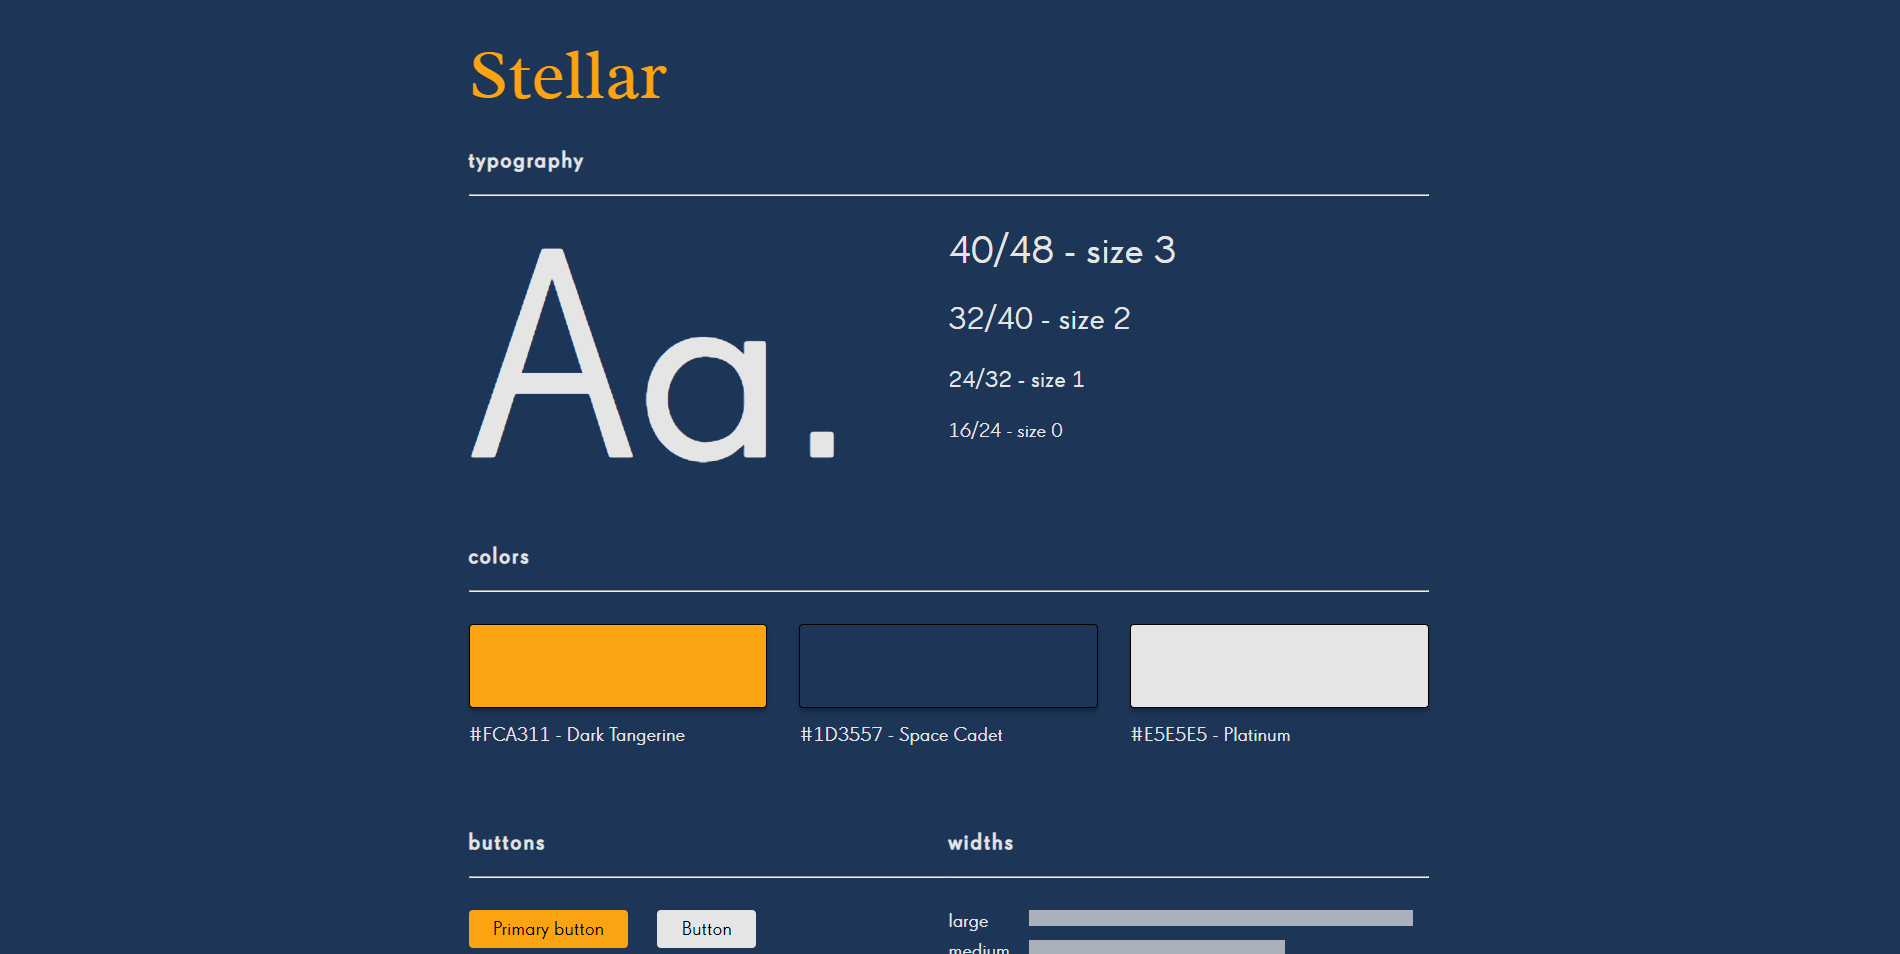 Stellar
typography
Aa.
40/48 - size 3
32/40 - size 2
24/32 - size 1
16/24 - size 0
colors
#FCA311 - Dark Tangerine
#1D3557 - Space Cadet
#E5E5E5 - Platinum
buttons
Primary button
Button
widths
large
medium